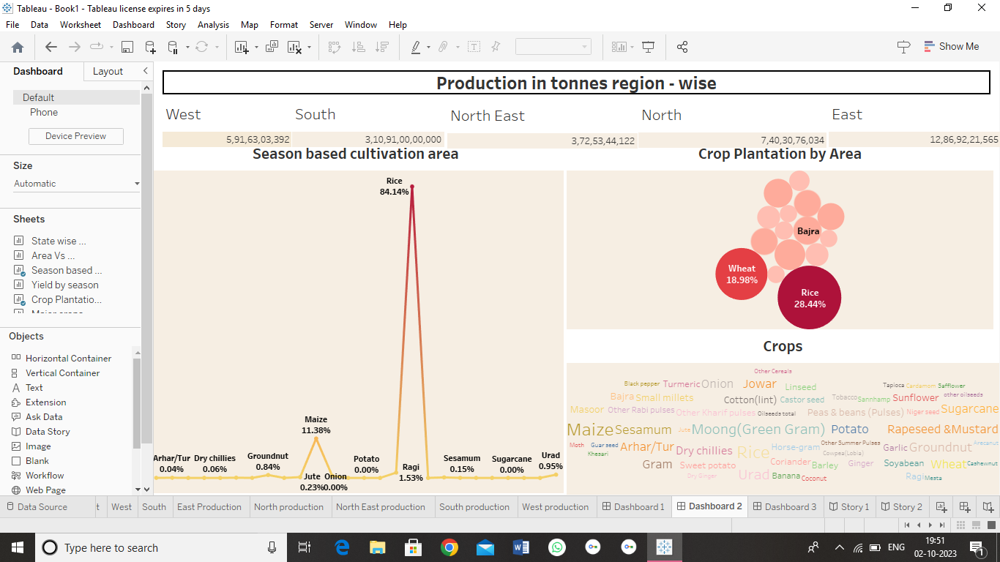 Tableau - Book1 - Tableau license expires in 5 days
File Data Worksheet Dashboard Story Analysis Map Format Server Window Help
Show Me
Dashboard Layout
Default
Phone
Device Preview
Size
Automatic
Sheets
State wise ...
Area Vs ...
Season based ...
Yield by season
Crop Plantatio...
Objects
Horizontal Container
Vertical Container
Text
Extension
Ask Data
Data Story
Image
Blank
Workflow
Web Page
Production in tonnes region - wise
West South North East North East
5,91,63,03,392 3,10,91,00,00,000 3,72,53,44,122 7,40,30,76,034 12,86,92,21,565
Season based cultivation area
Rice
84.14%
Maize
11.38%
Arhar/Tur
0.04%
Dry chillies
0.06%
Groundnut
0.84%
Jute
0.23%
Onion
0.00%
Potato
0.00%
Ragi
1.53%
Sesamum
0.15%
Sugarcane
0.00%
Urad
0.95%
Crop Plantation by Area
Bajra
Wheat
18.98%
Rice
28.44%
Crops
Other Cereals
Black pepper Turmeric Onion Jowar Linseed Tapioca Cardamom Safflower
Bajra Small millets Cotton(lint) Castor seed Tobacco Sannhamp Sunflower other oilseeds
Masoor Other Rabi pulses Other Kharif pulses Oilseeds total Peas & beans (Pulses) Niger seed Sugarcane
Maize Sesamum Jute Moong(Green Gram) Potato Rapeseed &Mustard
Moth Guar seed Arhar/Tur Dry chillies Rice Horse-gram Other Summer Pulses Garlic Groundnut Arecanut
Khesari Cowpea(Lobia)
Gram Sweet potato Coriander Barley Ginger Soyabean Wheat Cashewnut
Dry Ginger Urad Banana Coconut Ragi Mesta
Data Source t West South East Production North production North East production South production West production Dashboard 1 Dashboard 2 Dashboard 3 Story 1 Story 2
Type here to search
ENG
19:51
02-10-2023
1